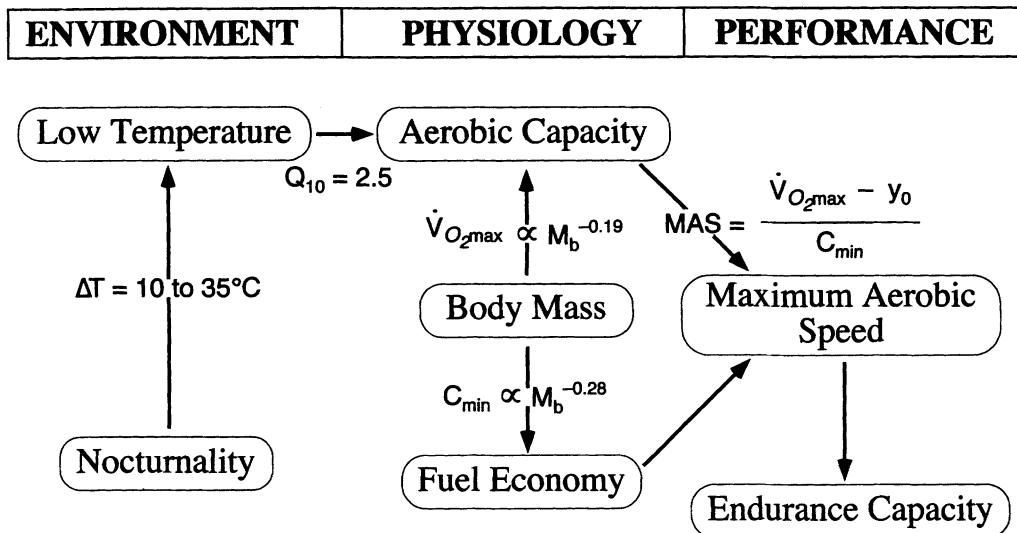 ENVIRONMENT PHYSIOLOGY PERFORMANCE
Low Temperature
Aerobic Capacity
Q10 = 2.5
V̇O2max ∝ Mb^-0.19
MAS = (V̇O2max – y0) / Cmin
ΔT = 10 to 35°C
Body Mass
Maximum Aerobic
Speed
Cmin ∝ Mb^-0.28
Nocturnality
Fuel Economy
Endurance Capacity